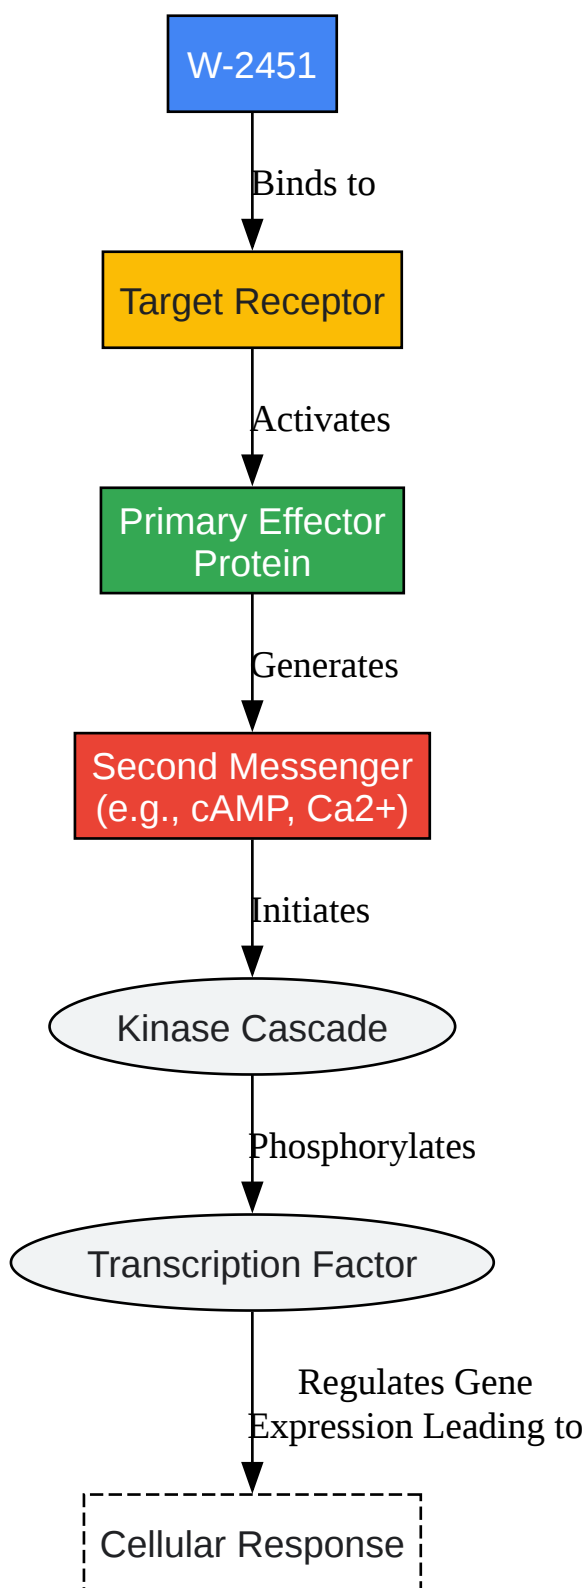 W-2451
Binds to
Target Receptor
Activates
Primary Effector
Protein
Generates
Second Messenger
(e.g., cAMP, Ca2+)
Initiates
Kinase Cascade
Phosphorylates
Transcription Factor
Regulates Gene
Expression Leading to
Cellular Response